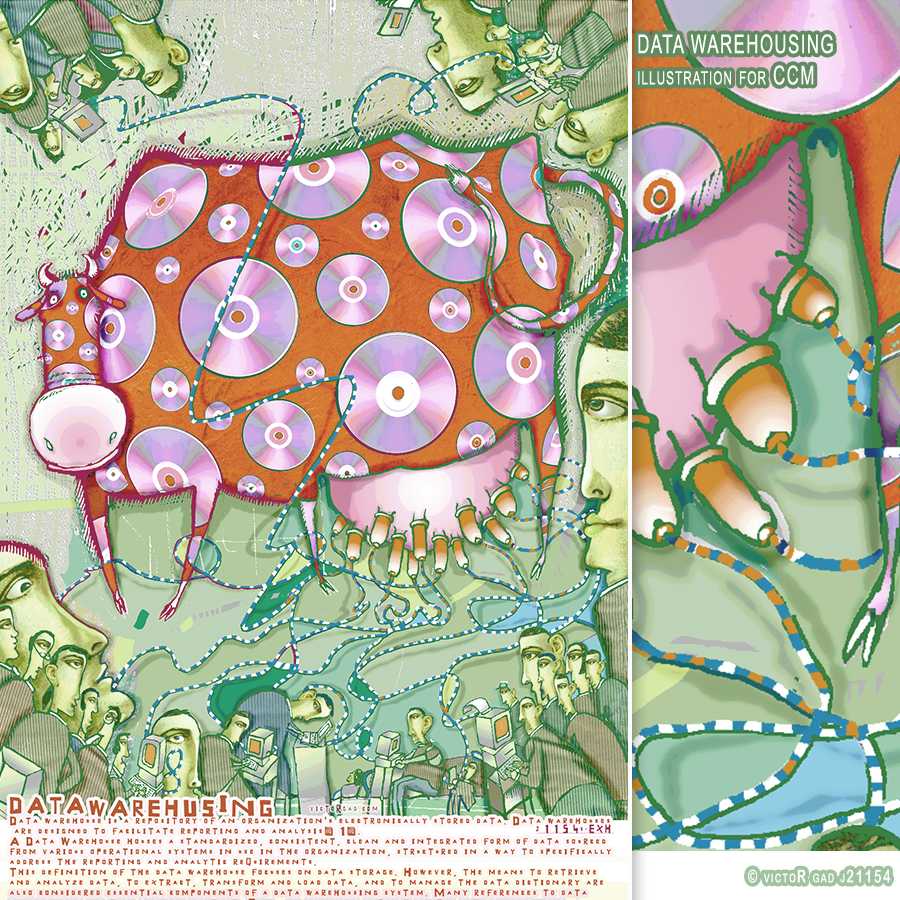 DATA WAREHOUSING
ILLUSTRATION FOR CCM
DATAWAREHUSING
VICTORGAD.COM
DATA WAREHOUSE IS A REPOSITORY OF AN ORGANIZATION'S ELECTRONICALLY STORED DATA. DATA WAREHOUSES
ARE DESIGNED TO FACILITATE REPORTING AND ANALYSIS
J1154-EXH
A DATA WAREHOUSE HOUSES A STANDARDIZED, CONSISTENT, CLEAN AND INTEGRATED FORM OF DATA SOURCED
FROM VARIOUS OPERATIONAL SYSTEMS IN USE IN THE ORGANIZATION, STRUCTURED IN A WAY TO SPECIFICALLY
ADDRESS THE REPORTING AND ANALYTIC REQUIREMENTS.
THIS DEFINITION OF THE DATA WAREHOUSE FOCUSES ON DATA STORAGE. HOWEVER, THE MEANS TO RETRIEVE
AND ANALYZE DATA, TO EXTRACT, TRANSFORM AND LOAD DATA, AND TO MANAGE THE DATA DICTIONARY ARE
ALSO CONSIDERED ESSENTIAL COMPONENTS OF A DATA WAREHOUSING SYSTEM. MANY REFERENCES TO DATA
© VICTOR GAD J21154